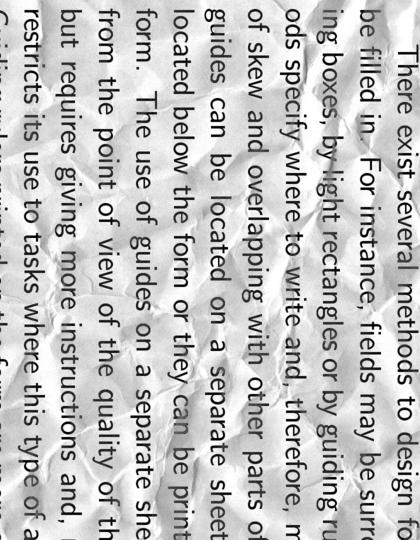 There exist several methods to design fo
be filled in. For instance, fields may be surro
ing boxes, by light rectangles or by guiding ru
ods specify where to write and, therefore, m
of skew and overlapping with other parts of
guides can be located on a separate sheet
located below the form or they can be print
form. The use of guides on a separate she
from the point of view of the quality of th
but requires giving more instructions and,
restricts its use to tasks where this type of a